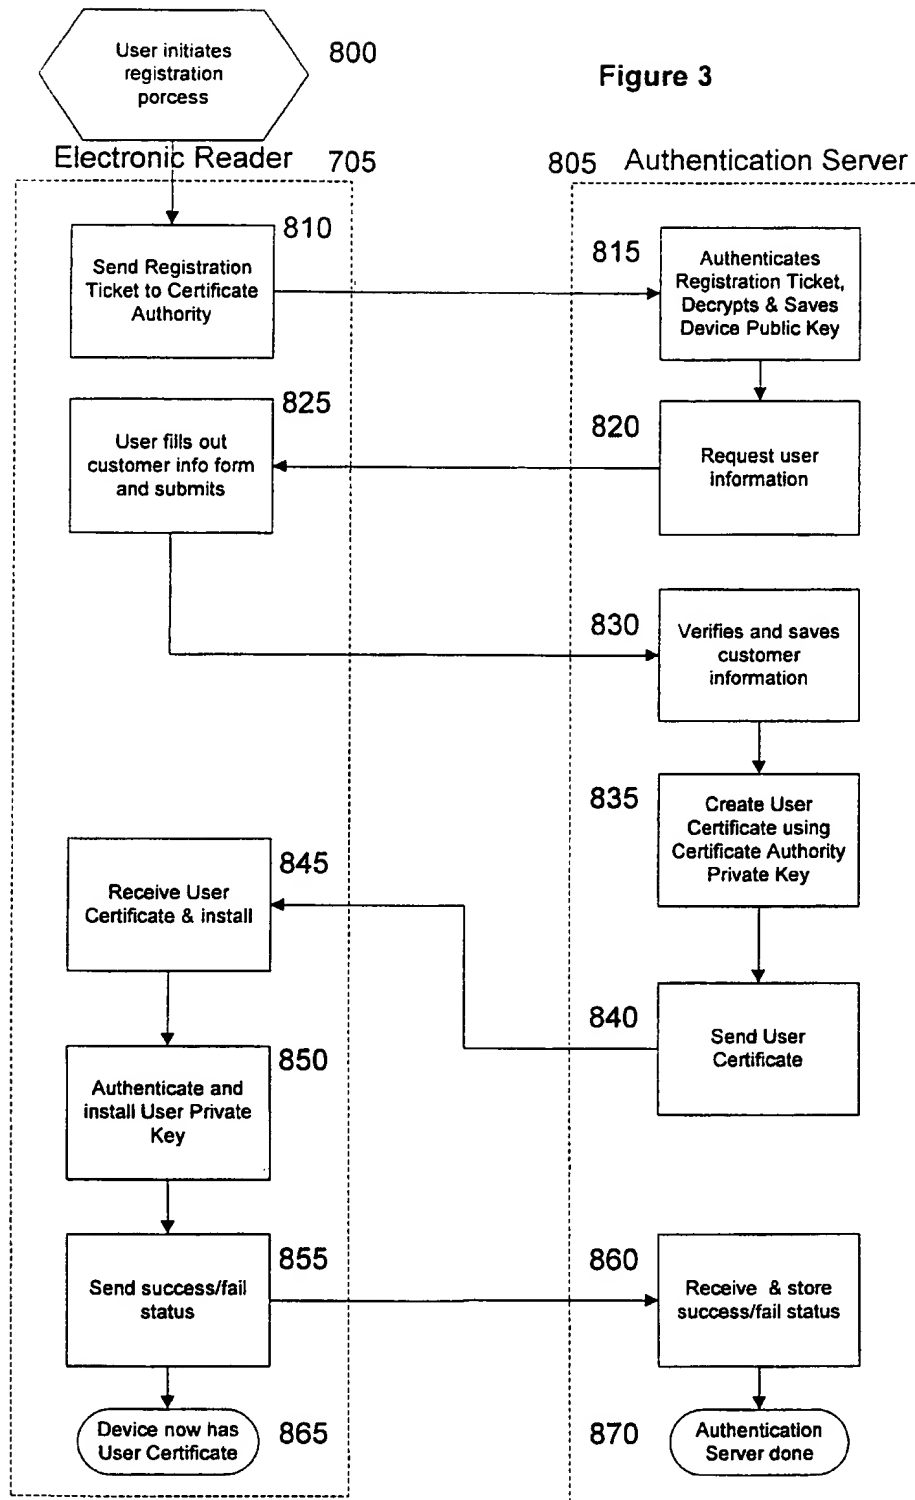 User initiates
registration
porcess
800
Figure 3
Electronic Reader
705
805
Authentication Server
810
Send Registration
Ticket to Certificate
Authority
815
Authenticates
Registration Ticket,
Decrypts & Saves
Device Public Key
825
User fills out
customer info form
and submits
820
Request user
information
830
Verifies and saves
customer
information
835
Create User
Certificate using
Certificate Authority
Private Key
845
Receive User
Certificate & install
840
Send User
Certificate
850
Authenticate and
install User Private
Key
855
Send success/fail
status
860
Receive & store
success/fail status
Device now has
User Certificate
865
870
Authentication
Server done